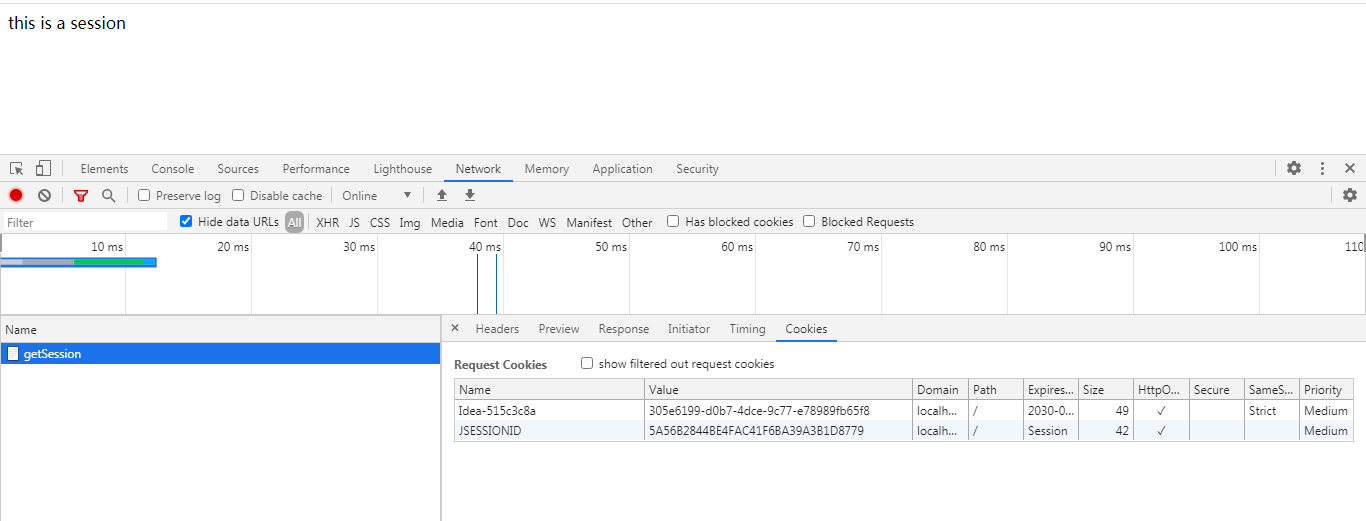 this is a session
Elements Console Sources Performance Lighthouse Network Memory Application Security
Preserve log Disable cache Online
Filter Hide data URLs All XHR JS CSS Img Media Font Doc WS Manifest Other Has blocked cookies Blocked Requests
10 ms 20 ms 30 ms 40 ms 50 ms 60 ms 70 ms 80 ms 90 ms 100 ms 110
Name Headers Preview Response Initiator Timing Cookies
getSession
Request Cookies show filtered out request cookies
Name Value Domain Path Expires... Size HttpO... Secure SameS... Priority
Idea-515c3c8a 305e6199-d0b7-4dce-9c77-e78989fb65f8 localh... / 2030-0... 49 ✓ Strict Medium
JSESSIONID 5A56B2844BE4FAC41F6BA39A3B1D8779 localh... / Session 42 ✓ Medium